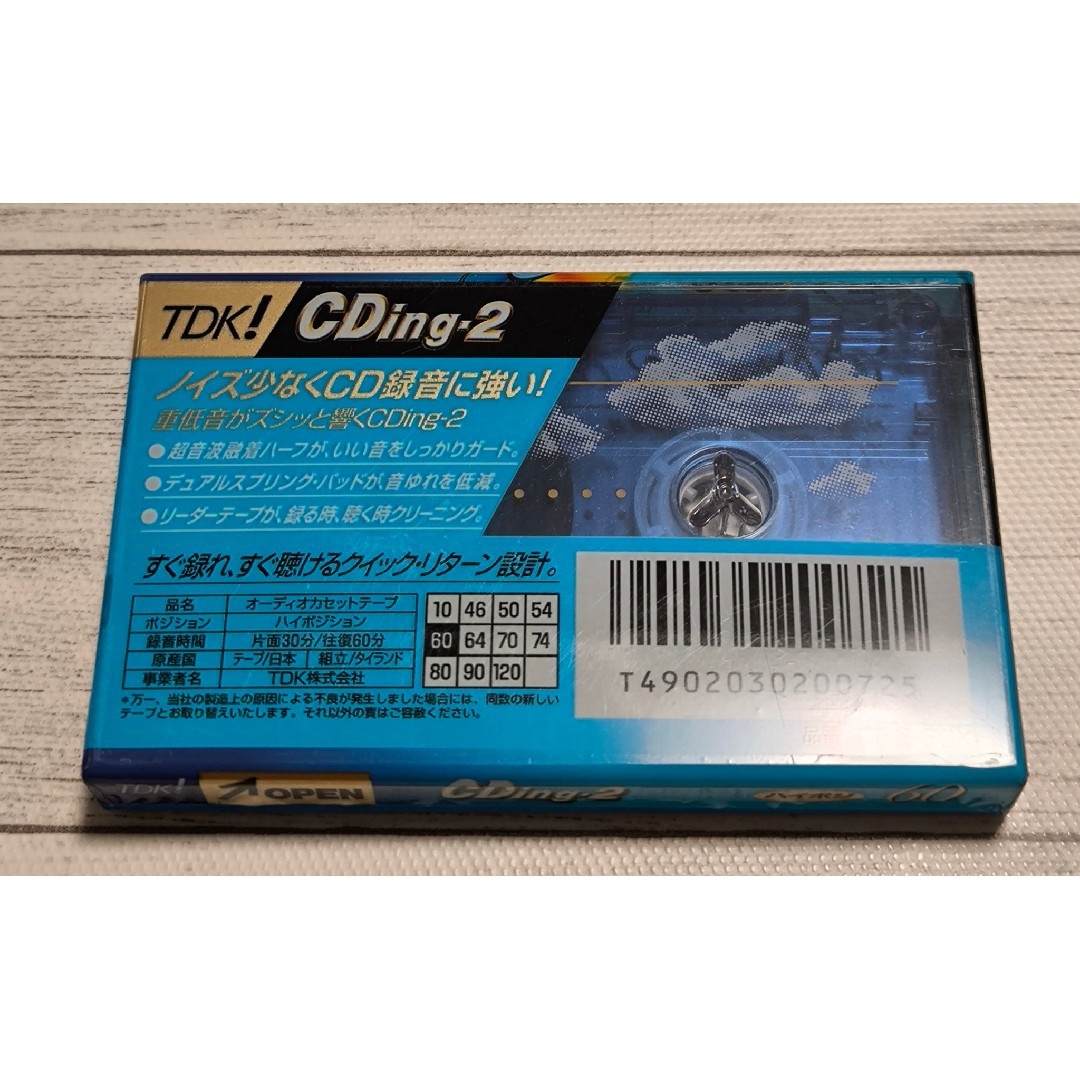 TDK! CDing-2
ノイズ少なくCD録音に強い!
重低音がズシッと響くCDing-2
●超音波融着ハーフが、いい音をしっかりガード。
●デュアルスプリング・パッドが、音ゆれを低減。
●リーダーテープが、録る時、聴く時クリーニング。
すぐ録れ、すぐ聴けるクイック・リターン設計。
品名 オーディオカセットテープ
ポジション ハイポジション
録音時間 片面30分/往復60分
原産国 テープ/日本 組立/タイランド
事業者名 TDK株式会社
10 46 50 54
60 64 70 74
80 90 120
*万一、当社の製造上の原因による不良が発生しました場合には、同数の新しい
テープとお取り替えいたします。それ以外の責はご容赦ください。
T4902030200725
TDK! OPEN CDing-2 ハイポジ 60